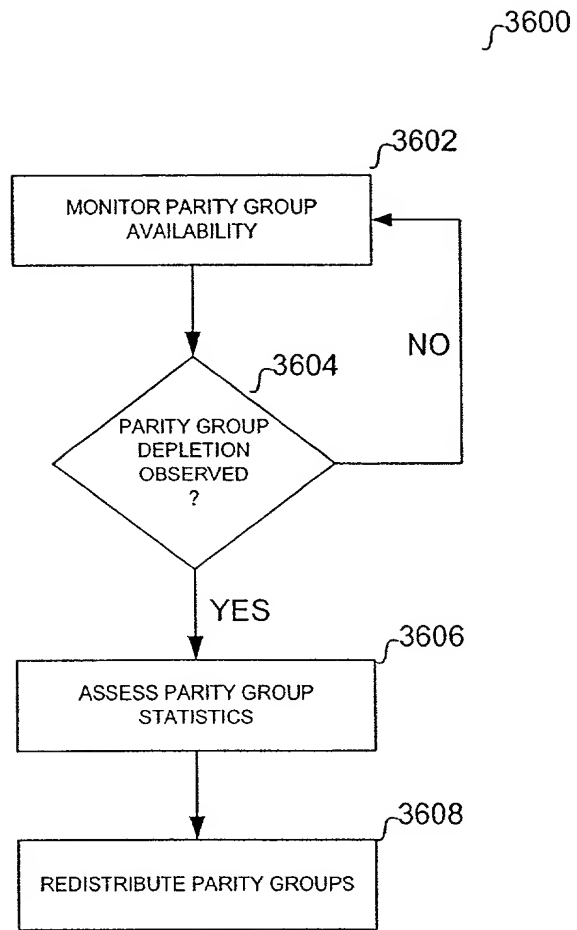 3600
3602
MONITOR PARITY GROUP
AVAILABILITY
NO
3604
PARITY GROUP
DEPLETION
OBSERVED
?
YES
3606
ASSESS PARITY GROUP
STATISTICS
3608
REDISTRIBUTE PARITY GROUPS